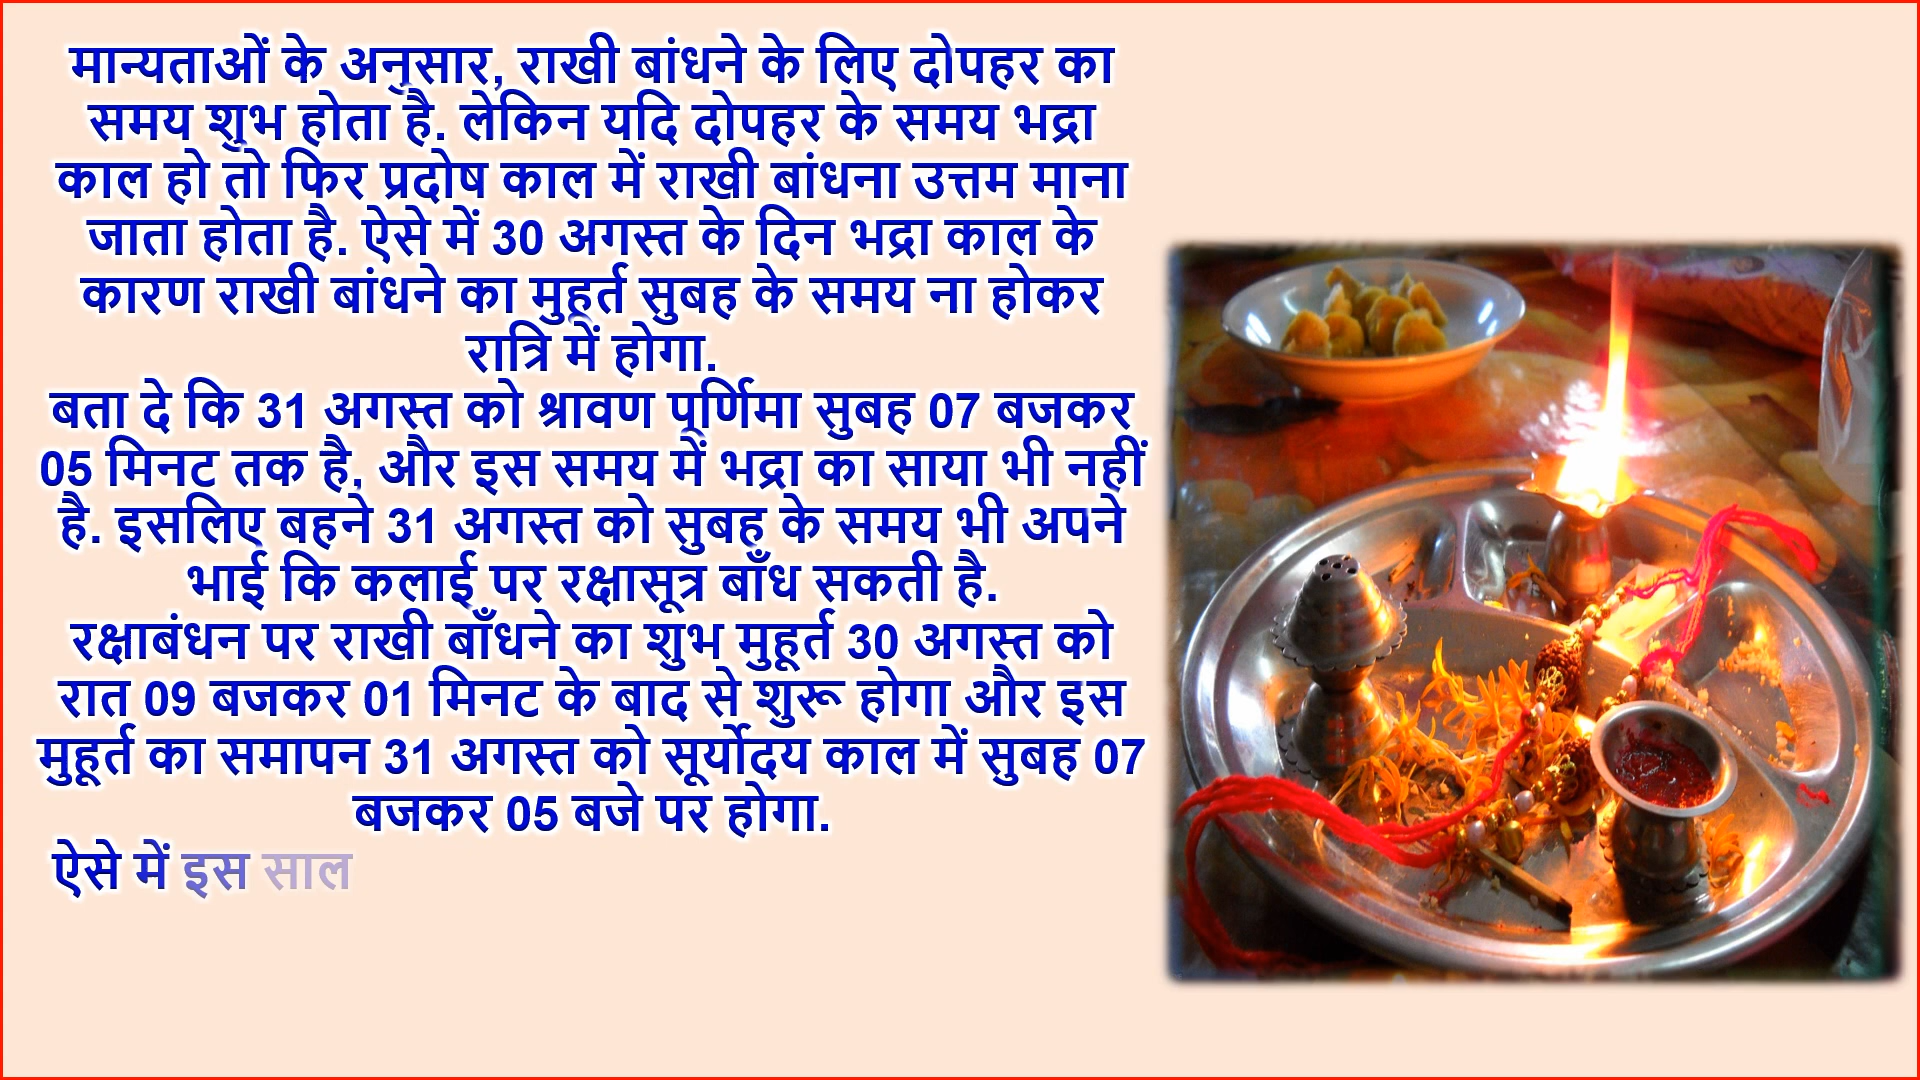 मान्यताओं के अनुसार, राखी बांधने के लिए दोपहर का
समय शुभ होता है. लेकिन यदि दोपहर के समय भद्रा
काल हो तो फिर प्रदोष काल में राखी बांधना उत्तम माना
जाता होता है. ऐसे में 30 अगस्त के दिन भद्रा काल के
कारण राखी बांधने का मुहूर्त सुबह के समय ना होकर
रात्रि में होगा.
बता दे कि 31 अगस्त को श्रावण पूर्णिमा सुबह 07 बजकर
05 मिनट तक है, और इस समय में भद्रा का साया भी नहीं
है. इसलिए बहने 31 अगस्त को सुबह के समय भी अपने
भाई कि कलाई पर रक्षासूत्र बाँध सकती है.
रक्षाबंधन पर राखी बाँधने का शुभ मुहूर्त 30 अगस्त को
रात 09 बजकर 01 मिनट के बाद से शुरू होगा और इस
मुहूर्त का समापन 31 अगस्त को सूर्योदय काल में सुबह 07
बजकर 05 बजे पर होगा.
ऐसे में इस साल